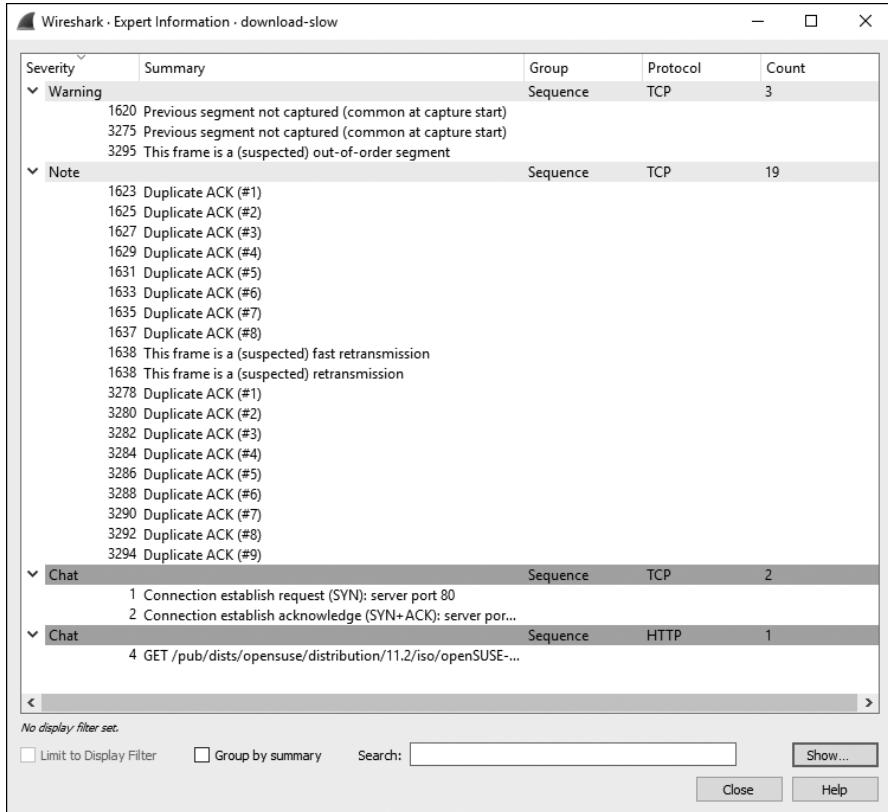 Wireshark · Expert Information · download-slow
Severity Summary Group Protocol Count
Warning Sequence TCP 3
1620 Previous segment not captured (common at capture start)
3275 Previous segment not captured (common at capture start)
3295 This frame is a (suspected) out-of-order segment
Note Sequence TCP 19
1623 Duplicate ACK (#1)
1625 Duplicate ACK (#2)
1627 Duplicate ACK (#3)
1629 Duplicate ACK (#4)
1631 Duplicate ACK (#5)
1633 Duplicate ACK (#6)
1635 Duplicate ACK (#7)
1637 Duplicate ACK (#8)
1638 This frame is a (suspected) fast retransmission
1638 This frame is a (suspected) retransmission
3278 Duplicate ACK (#1)
3280 Duplicate ACK (#2)
3282 Duplicate ACK (#3)
3284 Duplicate ACK (#4)
3286 Duplicate ACK (#5)
3288 Duplicate ACK (#6)
3290 Duplicate ACK (#7)
3292 Duplicate ACK (#8)
3294 Duplicate ACK (#9)
Chat Sequence TCP 2
1 Connection establish request (SYN): server port 80
2 Connection establish acknowledge (SYN+ACK): server por...
Chat Sequence HTTP 1
4 GET /pub/dists/opensuse/distribution/11.2/iso/openSUSE-...
No display filter set.
Limit to Display Filter Group by summary Search: Show...
Close Help